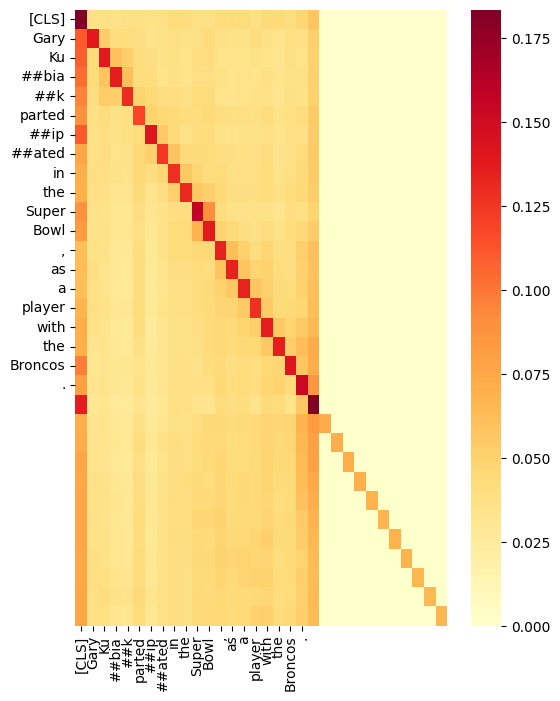 [CLS]
Gary
Ku
##bia
##k
parted
##ip
##ated
in
the
Super
Bowl
,
as
a
player
with
the
Broncos
.
0.175
0.150
0.125
0.100
0.075
0.050
0.025
0.000
[CLS]
Gary
Ku
##bia
##k
parted
##ip
##ated
in
the
Super
Bowl
,
as
a
player
with
the
Broncos
.